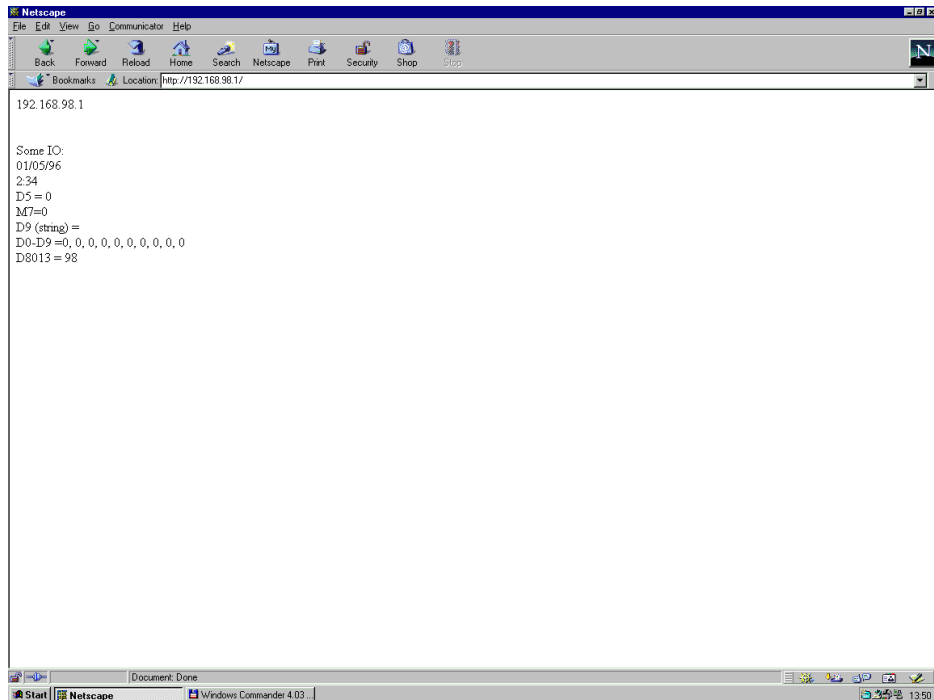 Netscape
File Edit View Go Communicator Help
Back Forward Reload Home Search Netscape Print Security Shop Stop
Bookmarks Location: http://192.168.98.1/
192.168.98.1
Some IO:
01/05/96
2:34
D5 = 0
M7=0
D9 (string) =
D0-D9 =0, 0, 0, 0, 0, 0, 0, 0, 0, 0
D8013 = 98
Document: Done
Start Netscape Windows Commander 4.03 ... 13:50